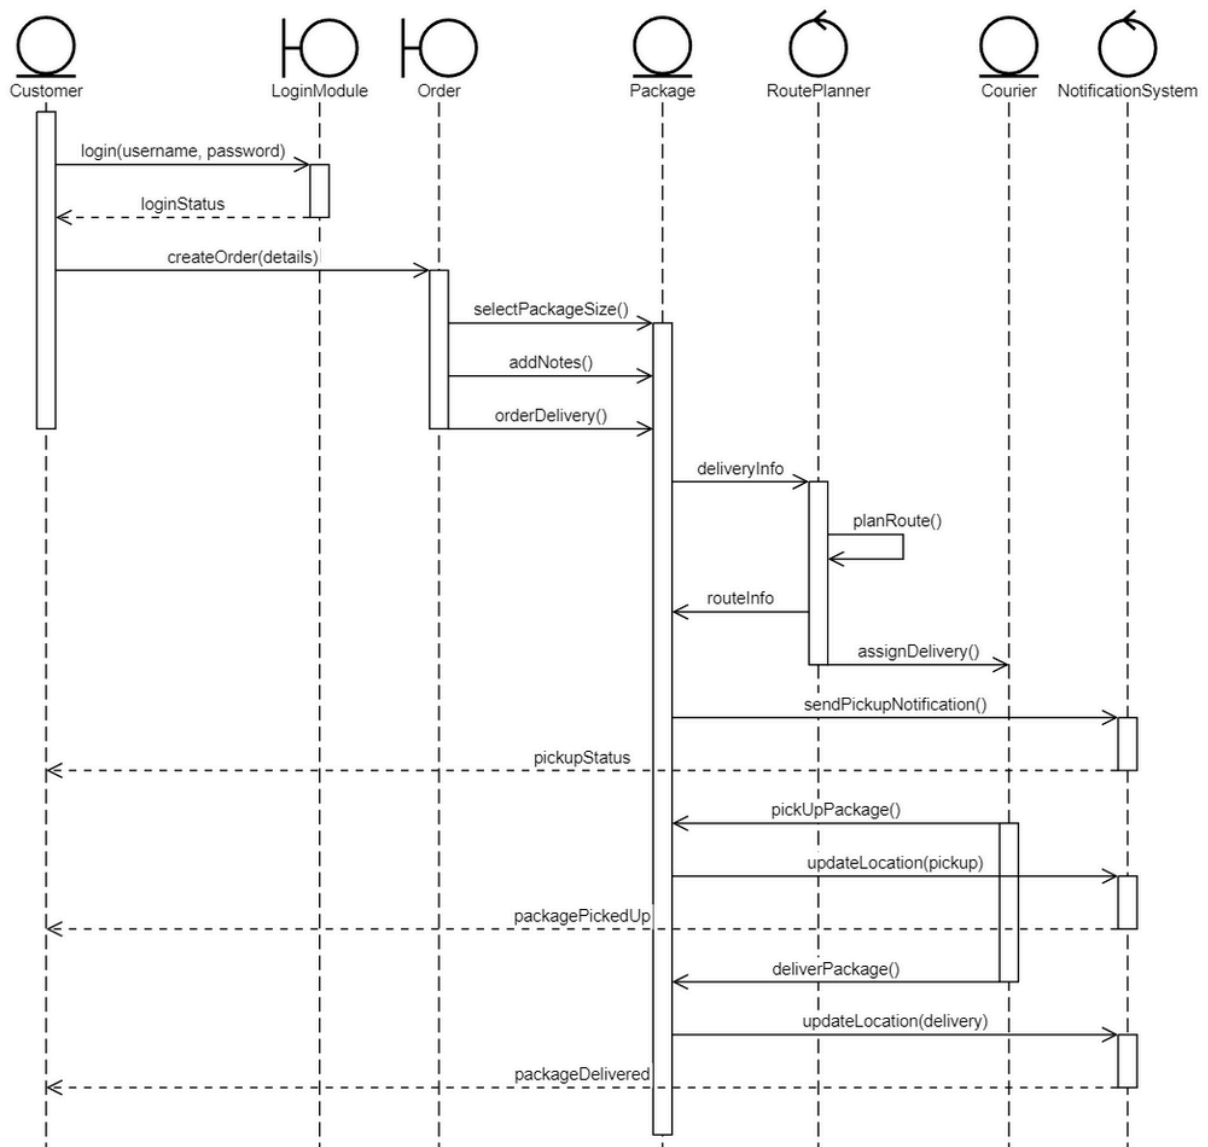 Customer
LoginModule
Order
Package
RoutePlanner
Courier
NotificationSystem
login(username, password)
loginStatus
createOrder(details)
selectPackageSize()
addNotes()
orderDelivery()
deliveryInfo
planRoute()
routeInfo
assignDelivery()
sendPickupNotification()
pickupStatus
pickUpPackage()
updateLocation(pickup)
packagePickedUp
deliverPackage()
updateLocation(delivery)
packageDelivered